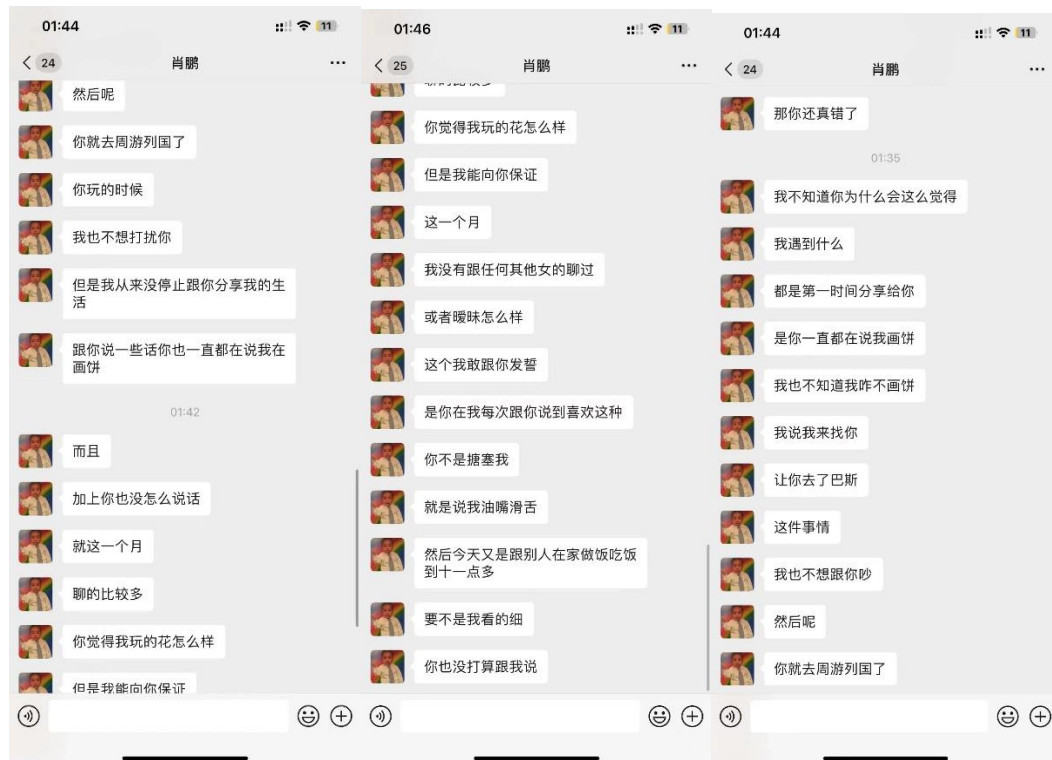 01:44
11
24
肖鹏
然后呢
你就去周游列国了
你玩的时候
我也不想打扰你
但是我从来没停止跟你分享我的生
活
跟你说一些话你也一直都在说我在
画饼
01:42
而且
加上你也没怎么说话
就这一个月
聊的比较多
你觉得我玩的花怎么样
但是我能向你保证
01:46
11
25
肖鹏
你觉得我玩的花怎么样
但是我能向你保证
这一个月
我没有跟任何其他女的聊过
或者暧昧怎么样
这个我敢跟你发誓
是你在我每次跟你说到喜欢这种
你不是搪塞我
就是说我油嘴滑舌
然后今天又是跟别人在家做饭吃饭
到十一点多
要不是我看的细
你也没打算跟我说
01:44
11
24
肖鹏
那你还真错了
01:35
我不知道你为什么会这么觉得
我遇到什么
都是第一时间分享给你
是你一直都在说我画饼
我也不知道我咋不画饼
我说我来找你
让你去了巴斯
这件事情
我也不想跟你吵
然后呢
你就去周游列国了